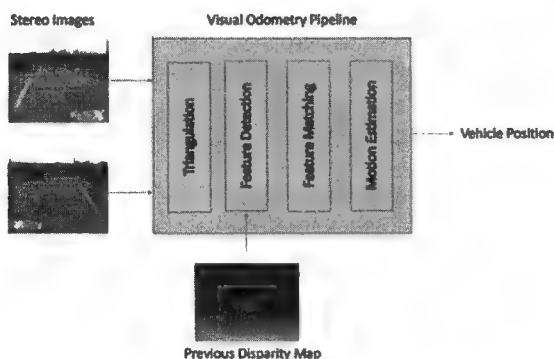 Stereo Images
Visual Odometry Pipeline
Triangulation
Feature Detection
Feature Matching
Motion Estimation
Vehicle Position
Previous Disparity Map